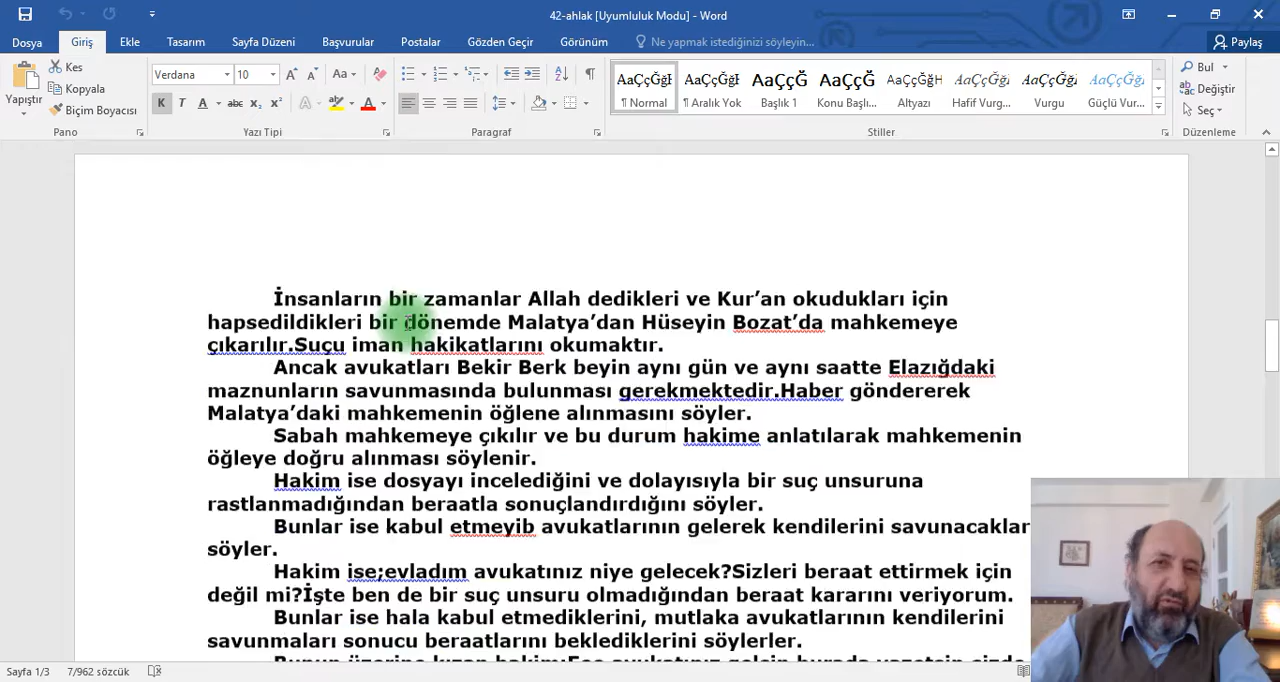 42-ahlak [Uyumluluk Modu] - Word
Dosya Giriş Ekle Tasarım Sayfa Düzeni Başvurular Postalar Gözden Geçir Görünüm Ne yapmak istediğinizi söyleyin... Paylaş
Yapıştır
Kes
Kopyala
Biçim Boyacısı
Pano
Verdana 10
Aa
K T A abc x₂ x² A A
Yazı Tipi
Paragraf
AaÇçĞğH AaÇçĞğH AaÇçĞ AaÇçĞ AaÇçĞğH AaÇçĞğH AaÇçĞğH AaÇçĞğH
¶ Normal ¶ Aralık Yok Başlık 1 Konu Başlı... Altyazı Hafif Vurg... Vurgu Güçlü Vur...
Stiller
Bul
Değiştir
Seç
Düzenleme
İnsanların bir zamanlar Allah dedikleri ve Kur’an okudukları için
hapsedildikleri bir dönemde Malatya’dan Hüseyin Bozat’da mahkemeye
çıkarılır.Suçu iman hakikatlarını okumaktır.
Ancak avukatları Bekir Berk beyin aynı gün ve aynı saatte Elazığdaki
maznunların savunmasında bulunması gerekmektedir.Haber göndererek
Malatya’daki mahkemenin öğlene alınmasını söyler.
Sabah mahkemeye çıkılır ve bu durum hakime anlatılarak mahkemenin
öğleye doğru alınması söylenir.
Hakim ise dosyayı incelediğini ve dolayısıyla bir suç unsuruna
rastlanmadığından beraatla sonuçlandırdığını söyler.
Bunlar ise kabul etmeyib avukatlarının gelerek kendilerini savunacaklar
söyler.
Hakim ise;evladım avukatınız niye gelecek?Sizleri beraat ettirmek için
değil mi?İşte ben de bir suç unsuru olmadığından beraat kararını veriyorum.
Bunlar ise hala kabul etmediklerini, mutlaka avukatlarının kendilerini
savunmaları sonucu beraatlarını beklediklerini söylerler.
Sayfa 1/3 7/962 sözcük